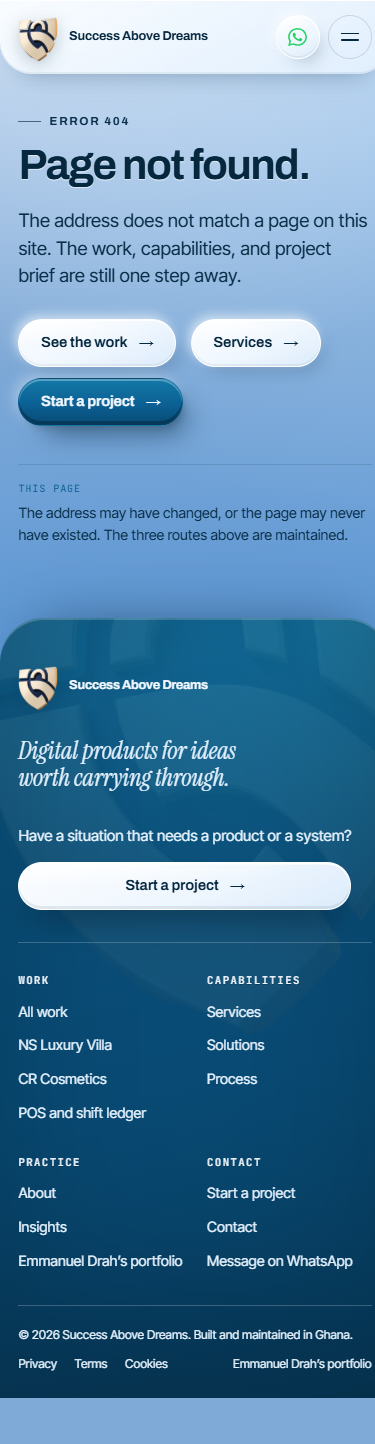 Success Above Dreams
ERROR 404
Page not found.
The address does not match a page on this
site. The work, capabilities, and project
brief are still one step away.
See the work →
Services →
Start a project →
THIS PAGE
The address may have changed, or the page may never
have existed. The three routes above are maintained.
Success Above Dreams
Digital products for ideas
worth carrying through.
Have a situation that needs a product or a system?
Start a project →
WORK
All work
NS Luxury Villa
CR Cosmetics
POS and shift ledger
CAPABILITIES
Services
Solutions
Process
PRACTICE
About
Insights
Emmanuel Drah’s portfolio
CONTACT
Start a project
Contact
Message on WhatsApp
© 2026 Success Above Dreams. Built and maintained in Ghana.
Privacy Terms Cookies Emmanuel Drah’s portfolio